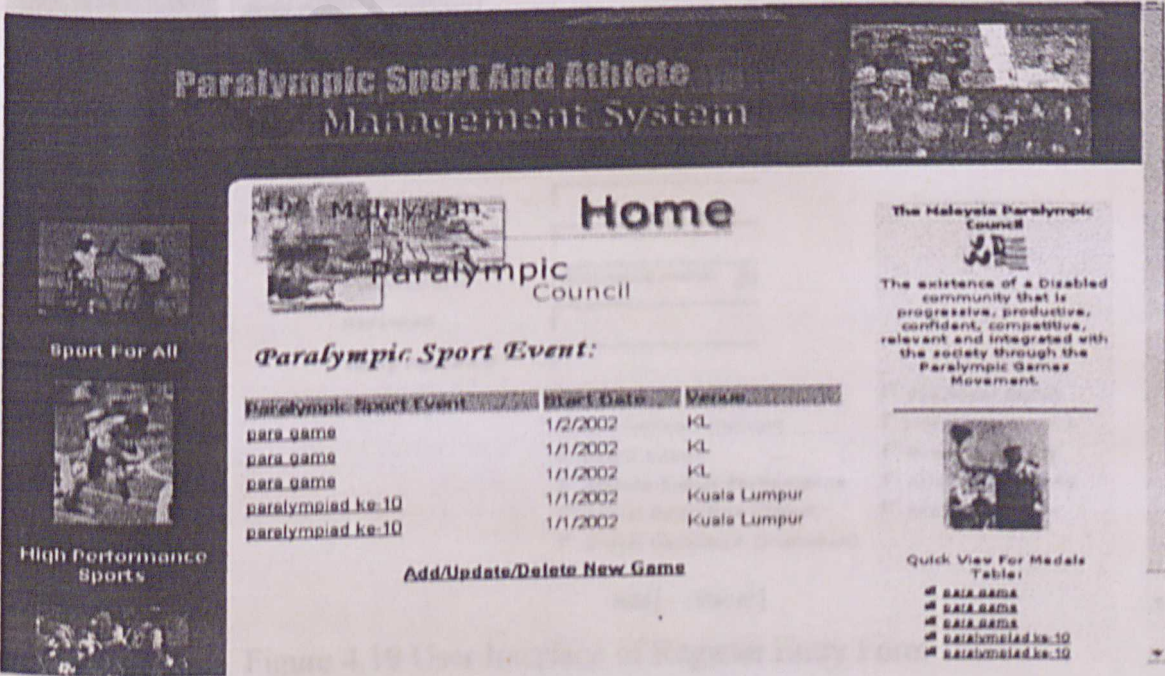 Paralympic Sport And Athlete
Management System
The Malaysian
Paralympic
Council
Home
Sport For All
High Performance
Sports
Paralympic Sport Event:
Paralympic Sport Event Start Date Venue
para game 1/2/2002 KL
para game 1/1/2002 KL
para game 1/1/2002 KL
paralympiad ke-10 1/1/2002 Kuala Lumpur
paralympiad ke-10 1/1/2002 Kuala Lumpur
Add/Update/Delete New Game
The Malaysia Paralympic
Council
The existence of a Disabled
community that is
progressive, productive,
confident, competitive,
relevant and integrated with
the society through the
Paralympic Games
Movement.
Quick View For Medals
Table:
para game
para game
para game
paralympiad ke-10
paralympiad ke-10
Figure 4.19 User Interface of Register Entry Form